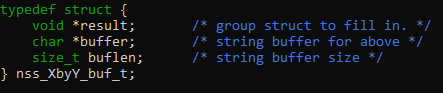 typedef struct {
    void *result;       /* group struct to fill in. */
    char *buffer;       /* string buffer for above */
    size_t buflen;      /* string buffer size */
} nss_XbyY_buf_t;